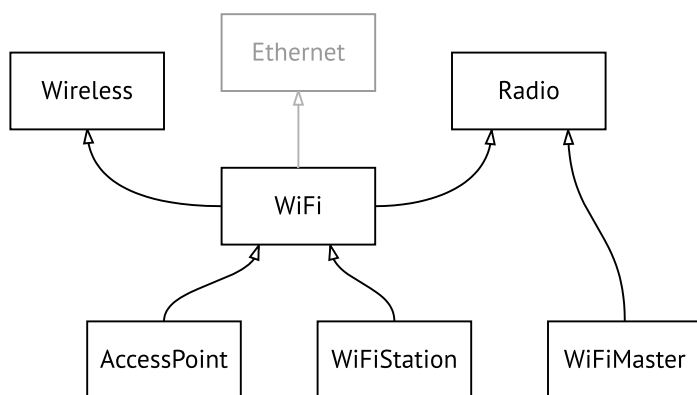 Ethernet
Wireless
Radio
WiFi
AccessPoint
WiFiStation
WiFiMaster